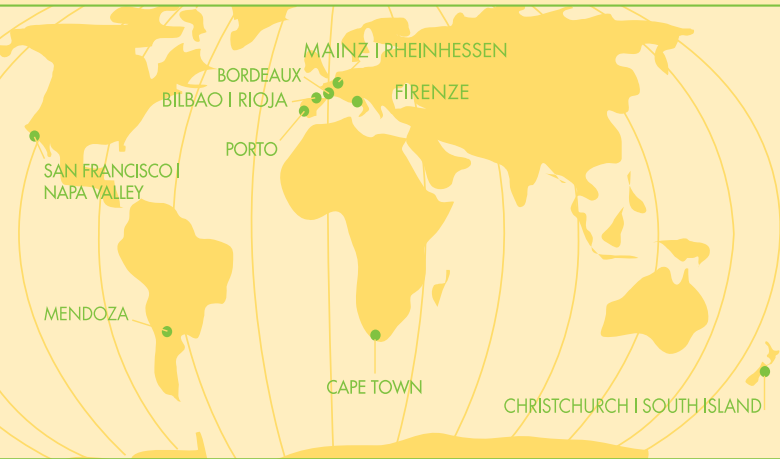 MAINZ | RHEINHESSEN
BORDEAUX
BILBAO | RIOJA
FIRENZE
PORTO
SAN FRANCISCO |
NAPA VALLEY
MENDOZA
CAPE TOWN
CHRISTCHURCH | SOUTH ISLAND